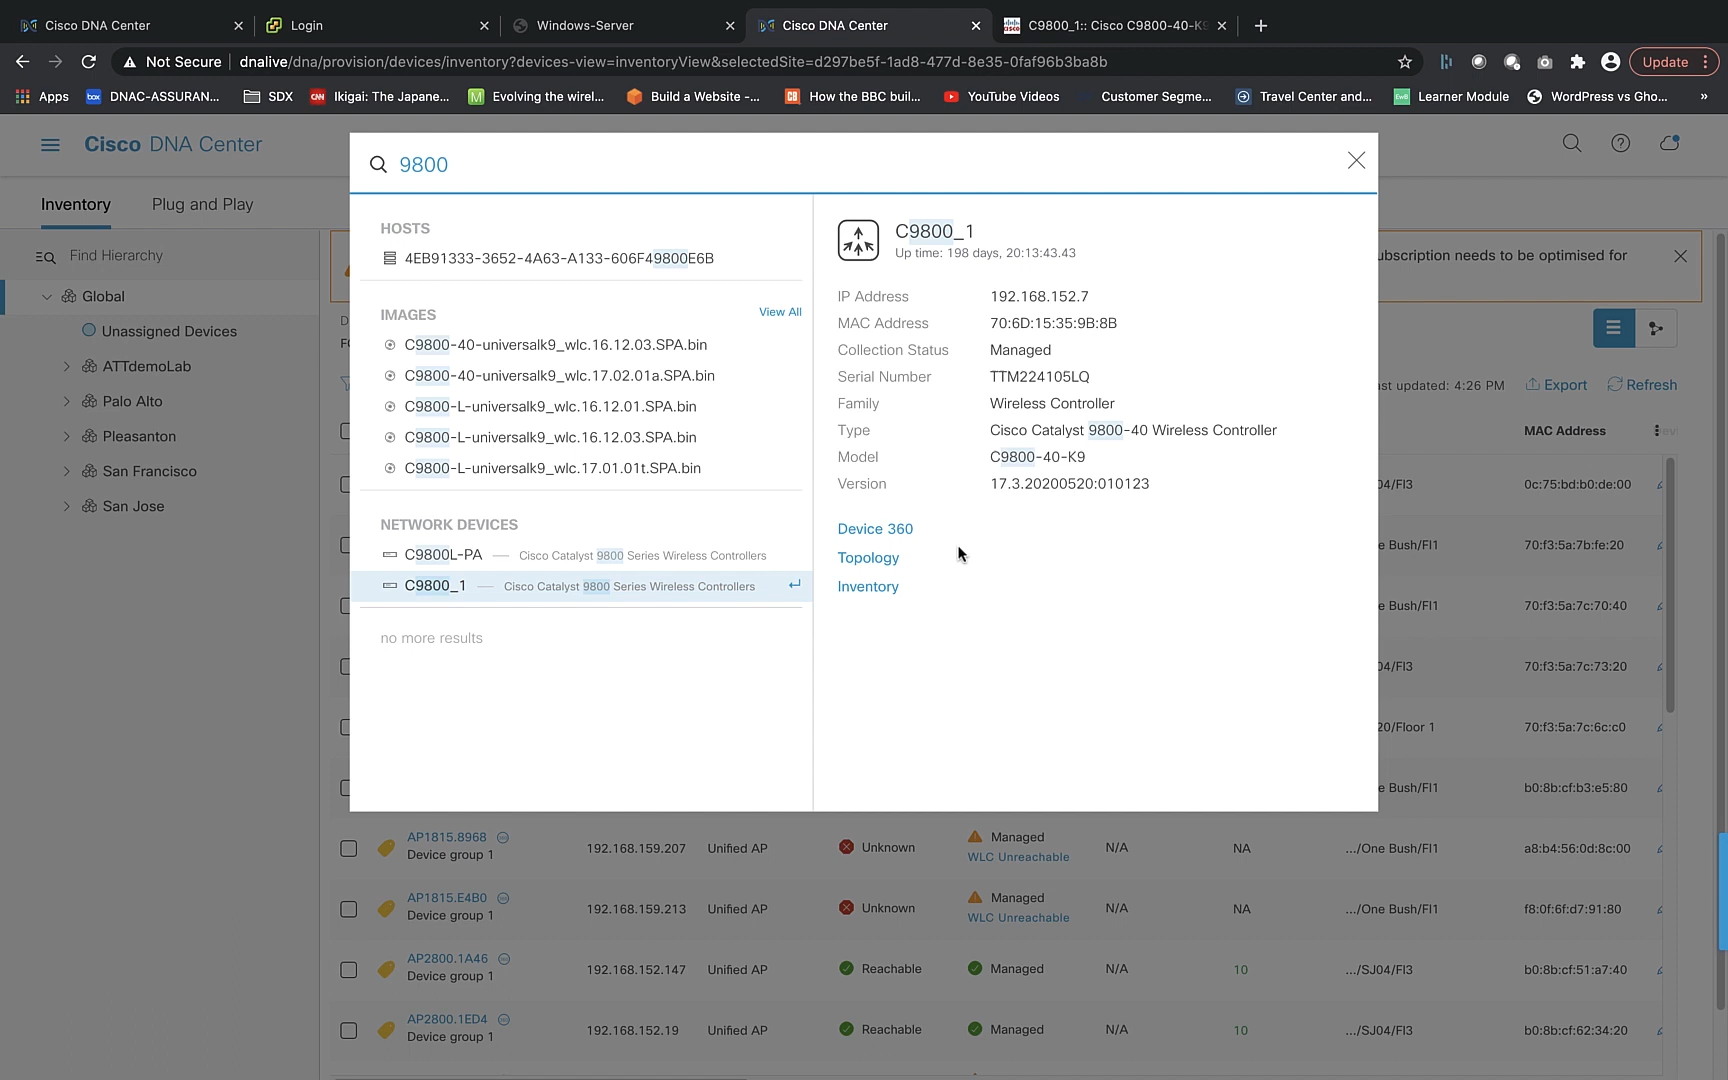 Cisco DNA Center
Login
Windows-Server
Cisco DNA Center
C9800_1:: Cisco C9800-40-K9
Not Secure
dnalive/dna/provision/devices/inventory?devices-view=inventoryView&selectedSite=d297be5f-1ad8-477d-8e35-0faf96b3ba8b
Update
Apps
DNAC-ASSURAN...
SDX
Ikigai: The Japane...
Evolving the wirel...
Build a Website -...
How the BBC buil...
YouTube Videos
Customer Segme...
Travel Center and...
Learner Module
WordPress vs Gho...
»
Cisco DNA Center
9800
Inventory
Plug and Play
Find Hierarchy
Global
Unassigned Devices
ATTdemoLab
Palo Alto
Pleasanton
San Francisco
San Jose
HOSTS
4EB91333-3652-4A63-A133-606F49800E6B
IMAGES
View All
C9800-40-universalk9_wlc.16.12.03.SPA.bin
C9800-40-universalk9_wlc.17.02.01a.SPA.bin
C9800-L-universalk9_wlc.16.12.01.SPA.bin
C9800-L-universalk9_wlc.16.12.03.SPA.bin
C9800-L-universalk9_wlc.17.01.01t.SPA.bin
NETWORK DEVICES
C9800L-PA — Cisco Catalyst 9800 Series Wireless Controllers
C9800_1 — Cisco Catalyst 9800 Series Wireless Controllers
no more results
C9800_1
Up time: 198 days, 20:13:43.43
IP Address 192.168.152.7
MAC Address 70:6D:15:35:9B:8B
Collection Status Managed
Serial Number TTM224105LQ
Family Wireless Controller
Type Cisco Catalyst 9800-40 Wireless Controller
Model C9800-40-K9
Version 17.3.20200520:010123
Device 360
Topology
Inventory
ubscription needs to be optimised for
ast updated: 4:26 PM
Export
Refresh
MAC Address
04/Fl3 0c:75:bd:b0:de:00
e Bush/Fl1 70:f3:5a:7b:fe:20
e Bush/Fl1 70:f3:5a:7c:70:40
04/Fl3 70:f3:5a:7c:73:20
20/Floor 1 70:f3:5a:7c:6c:c0
e Bush/Fl1 b0:8b:cf:b3:e5:80
AP1815.8968
Device group 1
192.168.159.207 Unified AP Unknown Managed
WLC Unreachable
N/A NA .../One Bush/Fl1 a8:b4:56:0d:8c:00
AP1815.E4B0
Device group 1
192.168.159.213 Unified AP Unknown Managed
WLC Unreachable
N/A NA .../One Bush/Fl1 f8:0f:6f:d7:91:80
AP2800.1A46
Device group 1
192.168.152.147 Unified AP Reachable Managed N/A 10 .../SJ04/Fl3 b0:8b:cf:51:a7:40
AP2800.1ED4
Device group 1
192.168.152.19 Unified AP Reachable Managed N/A 10 .../SJ04/Fl3 b0:8b:cf:62:34:20